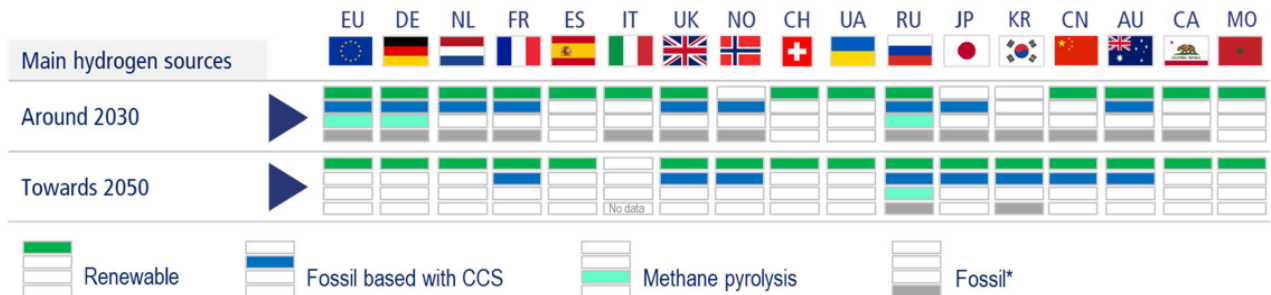 EU DE NL FR ES IT UK NO CH UA RU JP KR CN AU CA MO
Main hydrogen sources
Around 2030
Towards 2050
No data
Renewable Fossil based with CCS Methane pyrolysis Fossil*